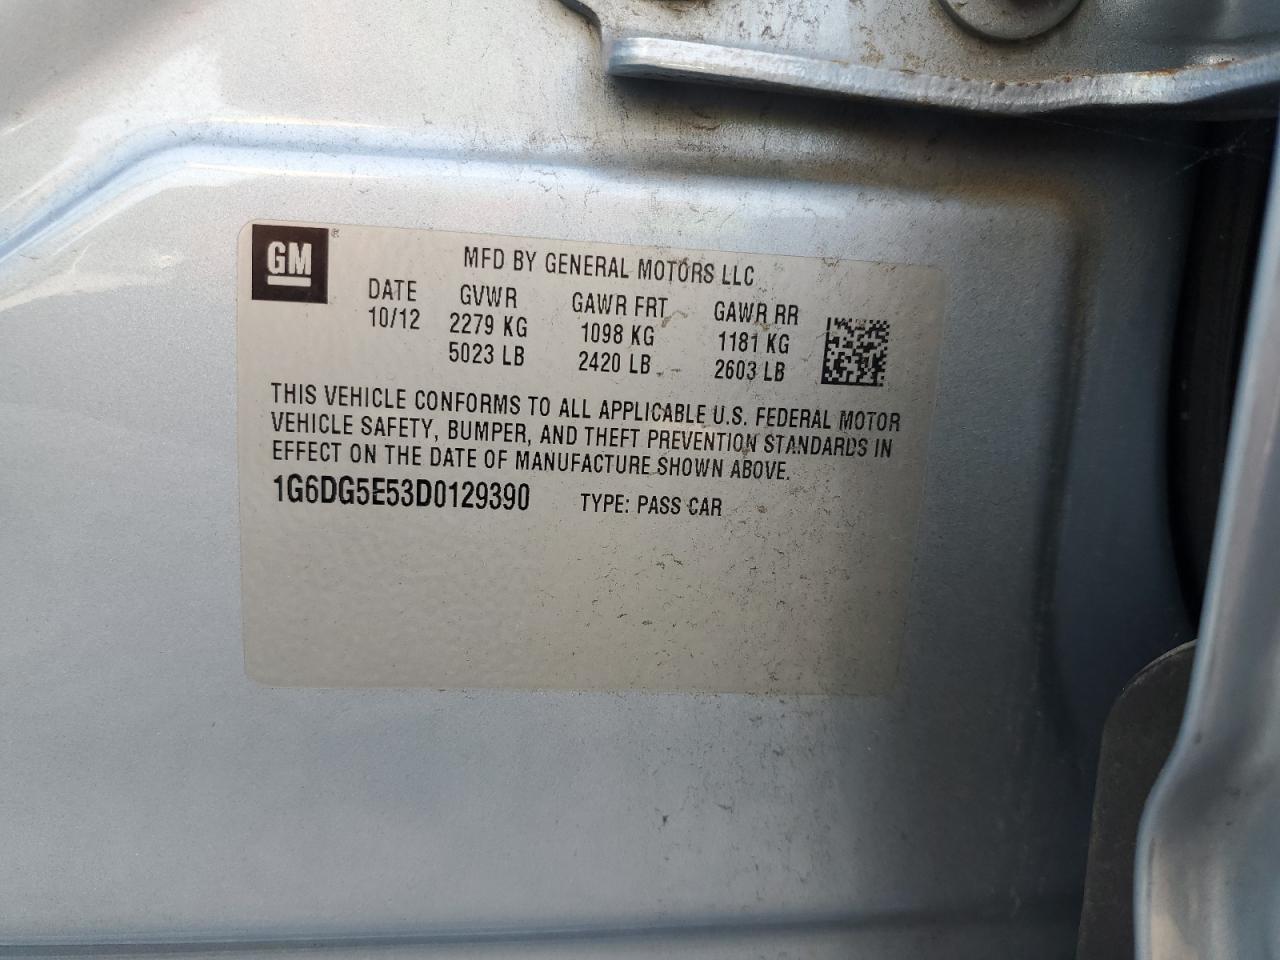 GM®
MFD BY GENERAL MOTORS LLC
DATE GVWR GAWR FRT GAWR RR
10/12 2279 KG 1098 KG 1181 KG
5023 LB 2420 LB 2603 LB
THIS VEHICLE CONFORMS TO ALL APPLICABLE U.S. FEDERAL MOTOR
VEHICLE SAFETY, BUMPER, AND THEFT PREVENTION STANDARDS IN
EFFECT ON THE DATE OF MANUFACTURE SHOWN ABOVE.
1G6DG5E53D0129390 TYPE: PASS CAR